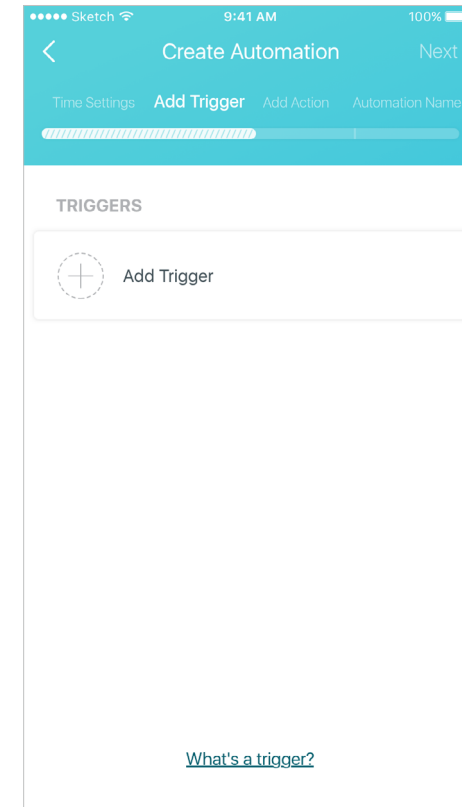 ●●●●● Sketch 9:41 AM 100%
Create Automation Next
Time Settings Add Trigger Add Action Automation Name
TRIGGERS
Add Trigger
What's a trigger?